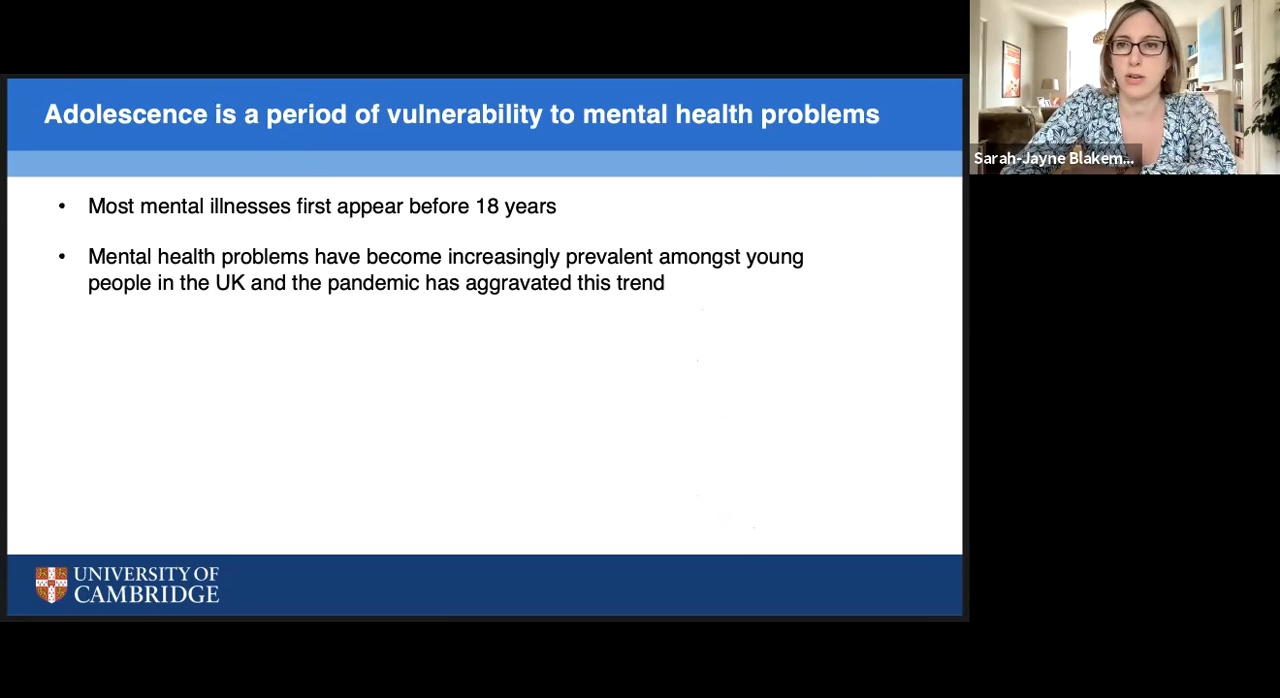 Adolescence is a period of vulnerability to mental health problems
Sarah-Jayne Blakem...
• Most mental illnesses first appear before 18 years
• Mental health problems have become increasingly prevalent amongst young
people in the UK and the pandemic has aggravated this trend
UNIVERSITY OF
CAMBRIDGE